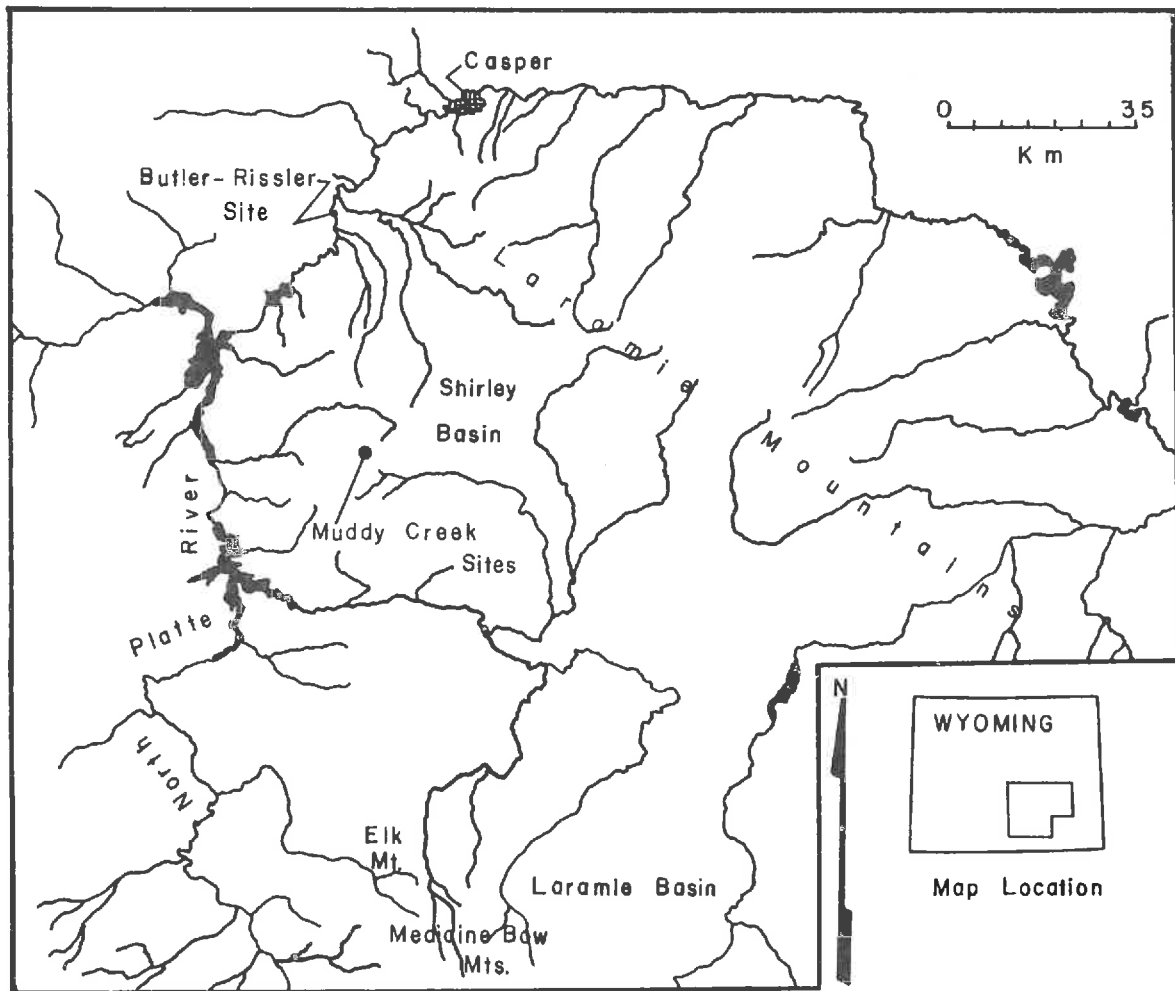 Casper
0 35
Km
Butler-Rissler
Site
Laramie Mountains
Shirley
Basin
Muddy Creek
Sites
North Platte River
Elk
Mt.
Laramie Basin
Medicine Bow
Mts.
N
WYOMING
Map Location